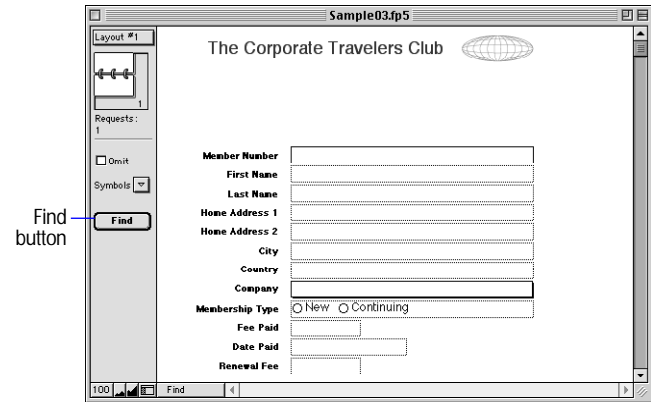 Sample03.fp5
Layout #1
The Corporate Travelers Club
1
Requests:
1
Omit
Symbols
Find
Find
button
Member Number
First Name
Last Name
Home Address 1
Home Address 2
City
Country
Company
Membership Type
New Continuing
Fee Paid
Date Paid
Renewal Fee
100
Find